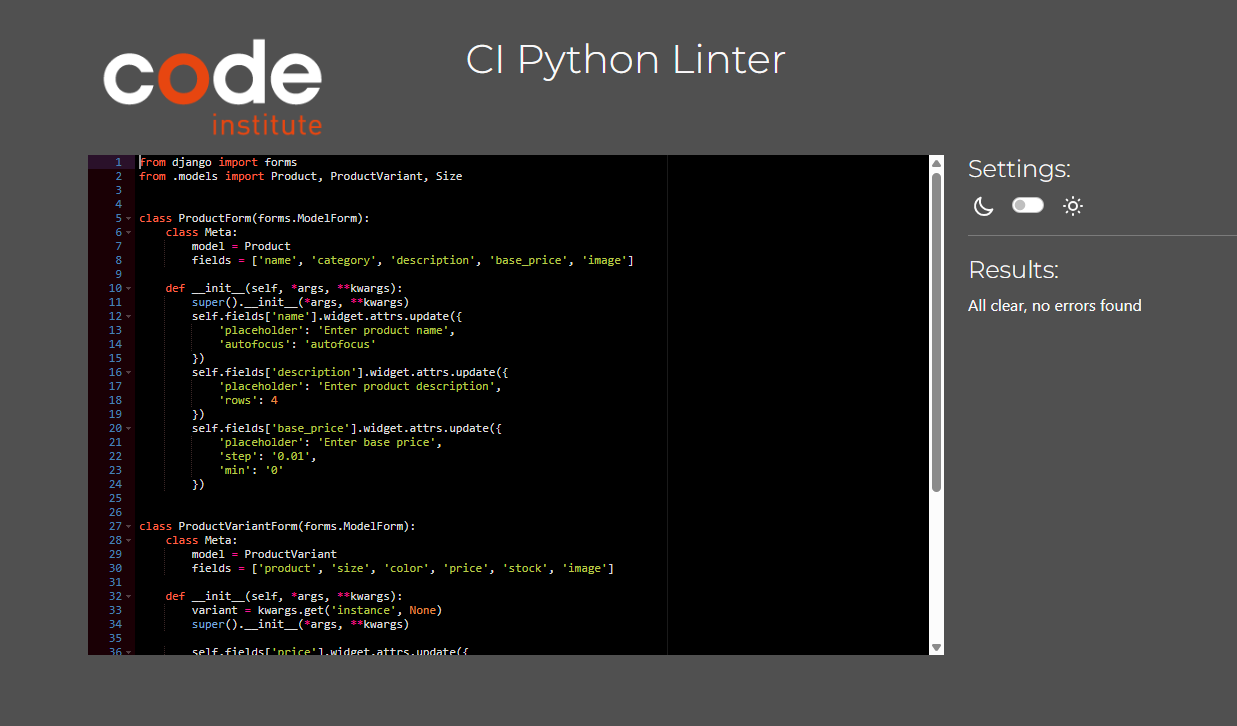 code
institute
CI Python Linter
1 from django import forms
2 from .models import Product, ProductVariant, Size
3
4
5 class ProductForm(forms.ModelForm):
6     class Meta:
7         model = Product
8         fields = ['name', 'category', 'description', 'base_price', 'image']
9
10     def __init__(self, *args, **kwargs):
11         super().__init__(*args, **kwargs)
12         self.fields['name'].widget.attrs.update({
13             'placeholder': 'Enter product name',
14             'autofocus': 'autofocus'
15         })
16         self.fields['description'].widget.attrs.update({
17             'placeholder': 'Enter product description',
18             'rows': 4
19         })
20         self.fields['base_price'].widget.attrs.update({
21             'placeholder': 'Enter base price',
22             'step': '0.01',
23             'min': '0'
24         })
25
26
27 class ProductVariantForm(forms.ModelForm):
28     class Meta:
29         model = ProductVariant
30         fields = ['product', 'size', 'color', 'price', 'stock', 'image']
31
32     def __init__(self, *args, **kwargs):
33         variant = kwargs.get('instance', None)
34         super().__init__(*args, **kwargs)
35
36         self.fields['price'].widget.attrs.update({
Settings:
Results:
All clear, no errors found